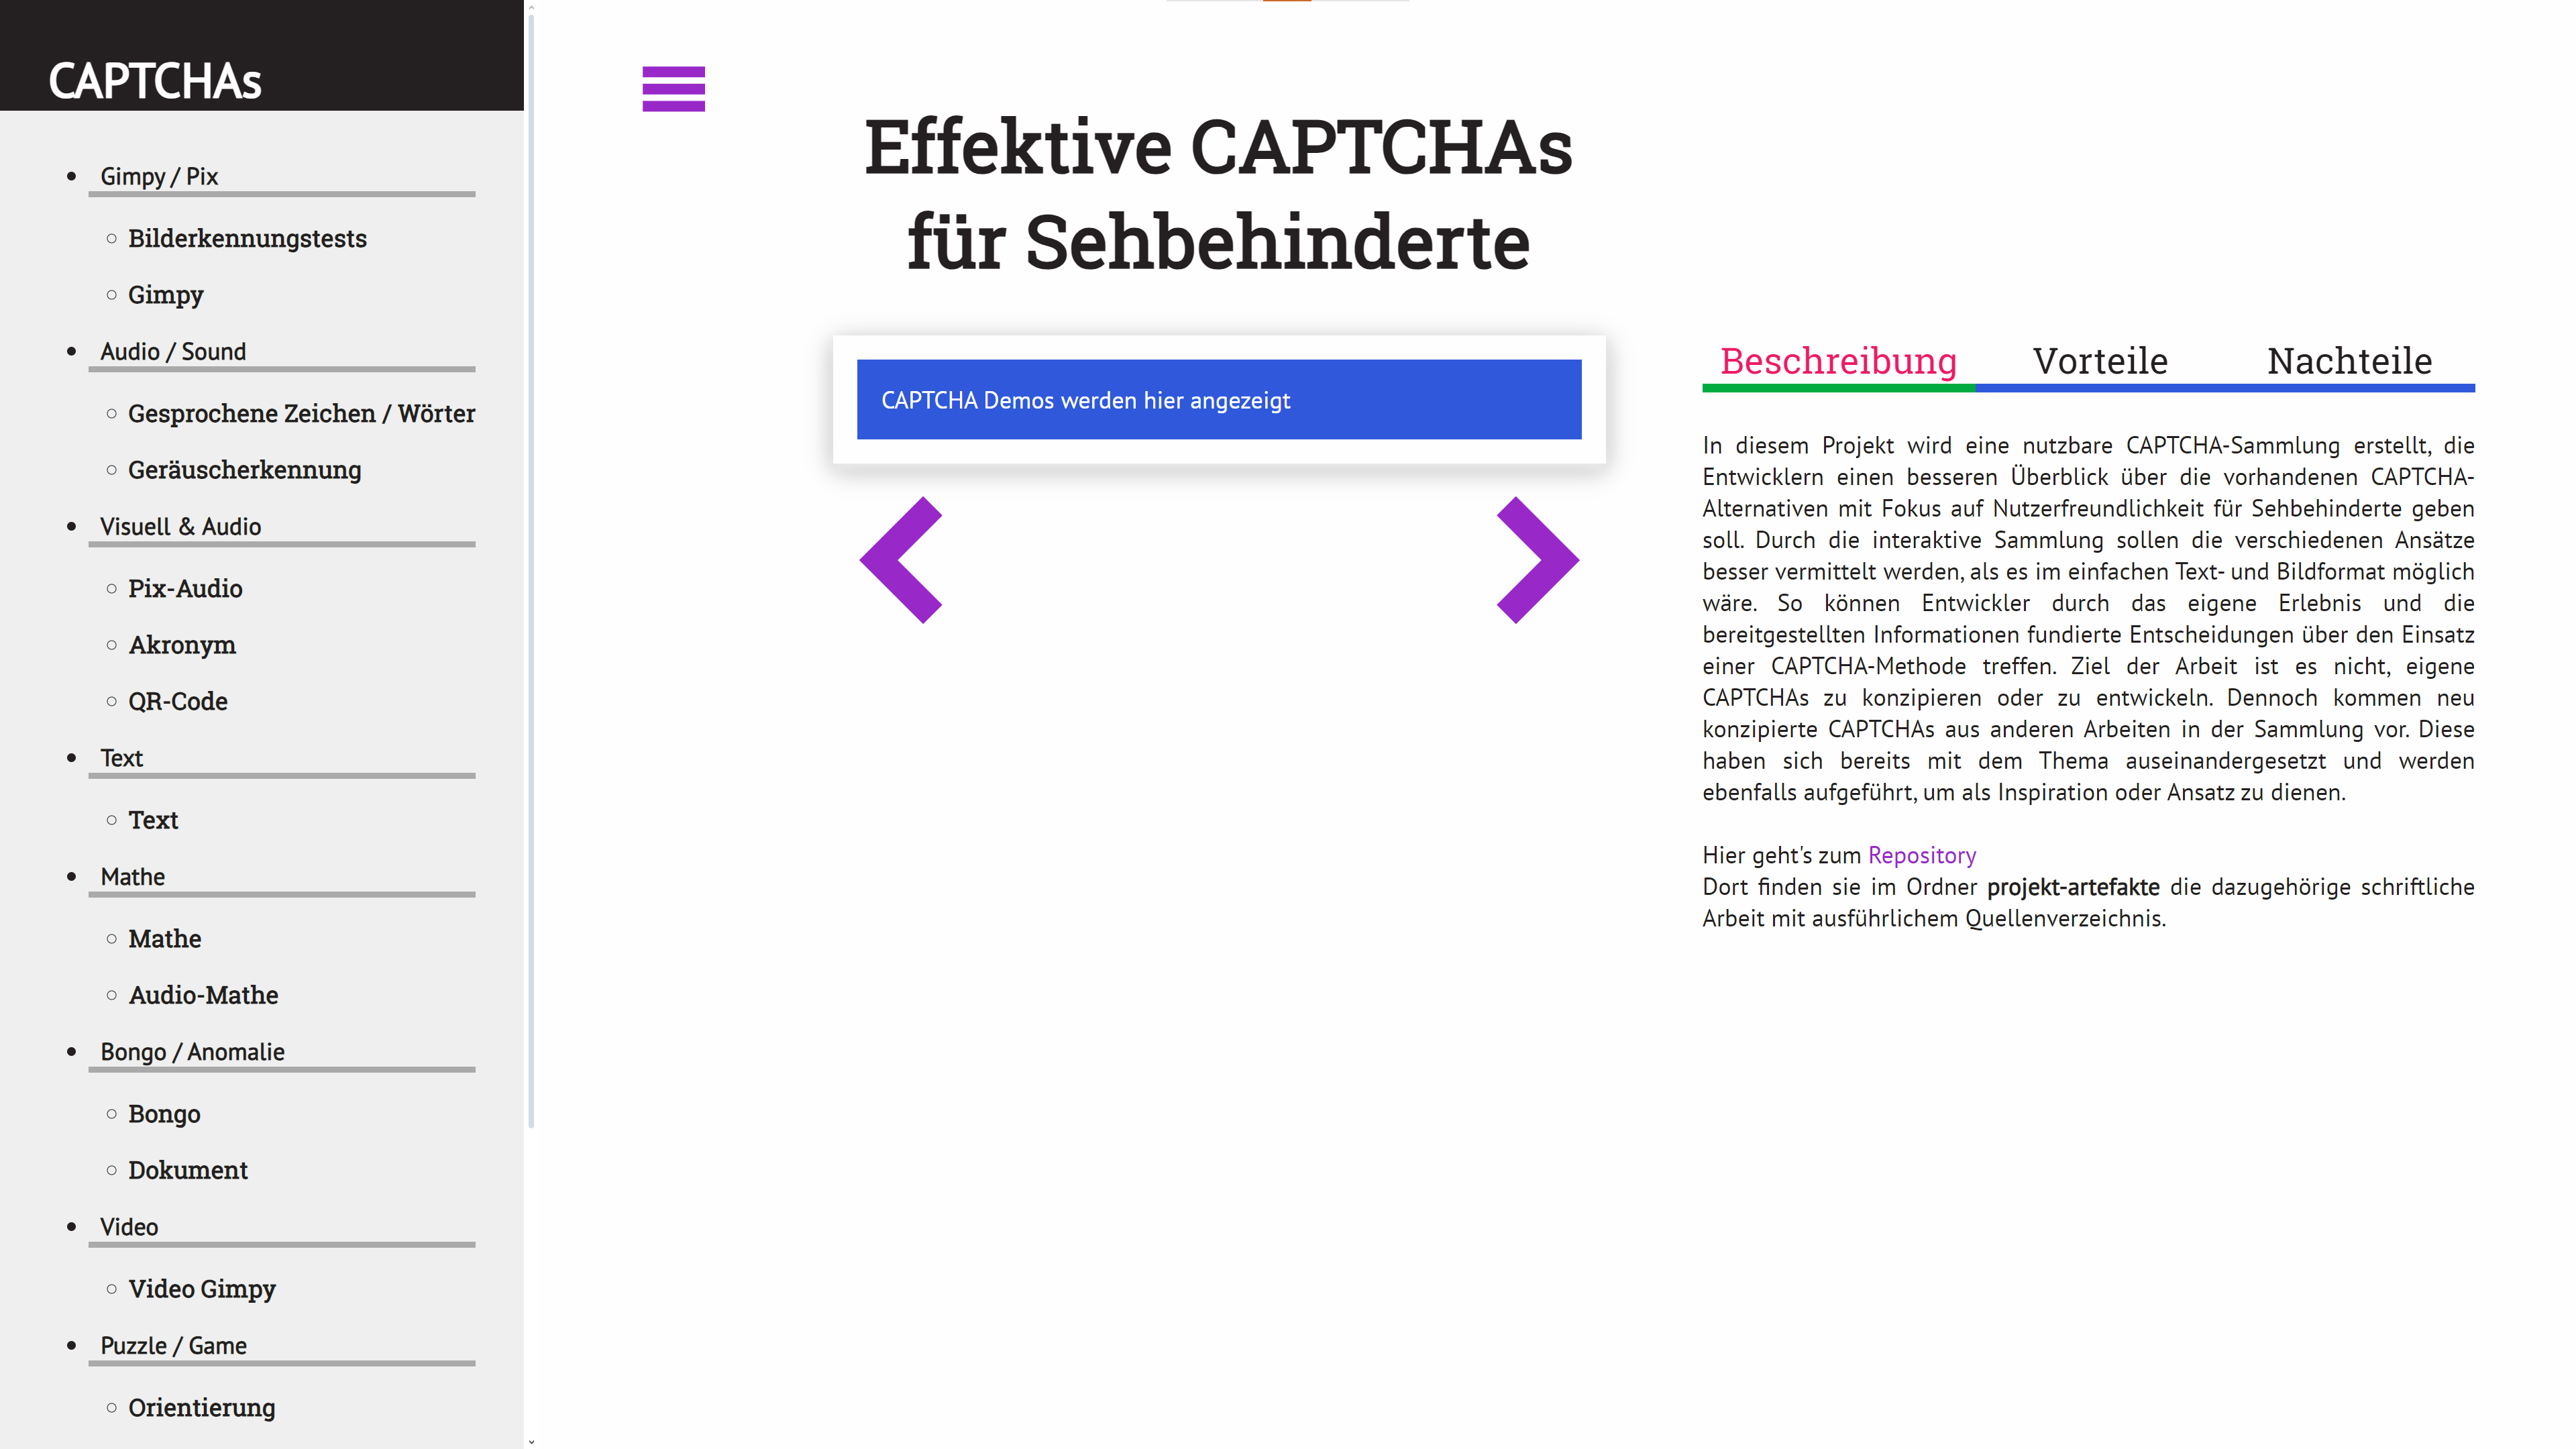 CAPTCHAs
Gimpy / Pix
Bilderkennungstests
Gimpy
Audio / Sound
Gesprochene Zeichen / Wörter
Geräuscherkennung
Visuell & Audio
Pix-Audio
Akronym
QR-Code
Text
Text
Mathe
Mathe
Audio-Mathe
Bongo / Anomalie
Bongo
Dokument
Video
Video Gimpy
Puzzle / Game
Orientierung
Effektive CAPTCHAs
für Sehbehinderte
CAPTCHA Demos werden hier angezeigt
Beschreibung Vorteile Nachteile
In diesem Projekt wird eine nutzbare CAPTCHA-Sammlung erstellt, die
Entwicklern einen besseren Überblick über die vorhandenen CAPTCHA-
Alternativen mit Fokus auf Nutzerfreundlichkeit für Sehbehinderte geben
soll. Durch die interaktive Sammlung sollen die verschiedenen Ansätze
besser vermittelt werden, als es im einfachen Text- und Bildformat möglich
wäre. So können Entwickler durch das eigene Erlebnis und die
bereitgestellten Informationen fundierte Entscheidungen über den Einsatz
einer CAPTCHA-Methode treffen. Ziel der Arbeit ist es nicht, eigene
CAPTCHAs zu konzipieren oder zu entwickeln. Dennoch kommen neu
konzipierte CAPTCHAs aus anderen Arbeiten in der Sammlung vor. Diese
haben sich bereits mit dem Thema auseinandergesetzt und werden
ebenfalls aufgeführt, um als Inspiration oder Ansatz zu dienen.
Hier geht's zum Repository
Dort finden sie im Ordner projekt-artefakte die dazugehörige schriftliche
Arbeit mit ausführlichem Quellenverzeichnis.